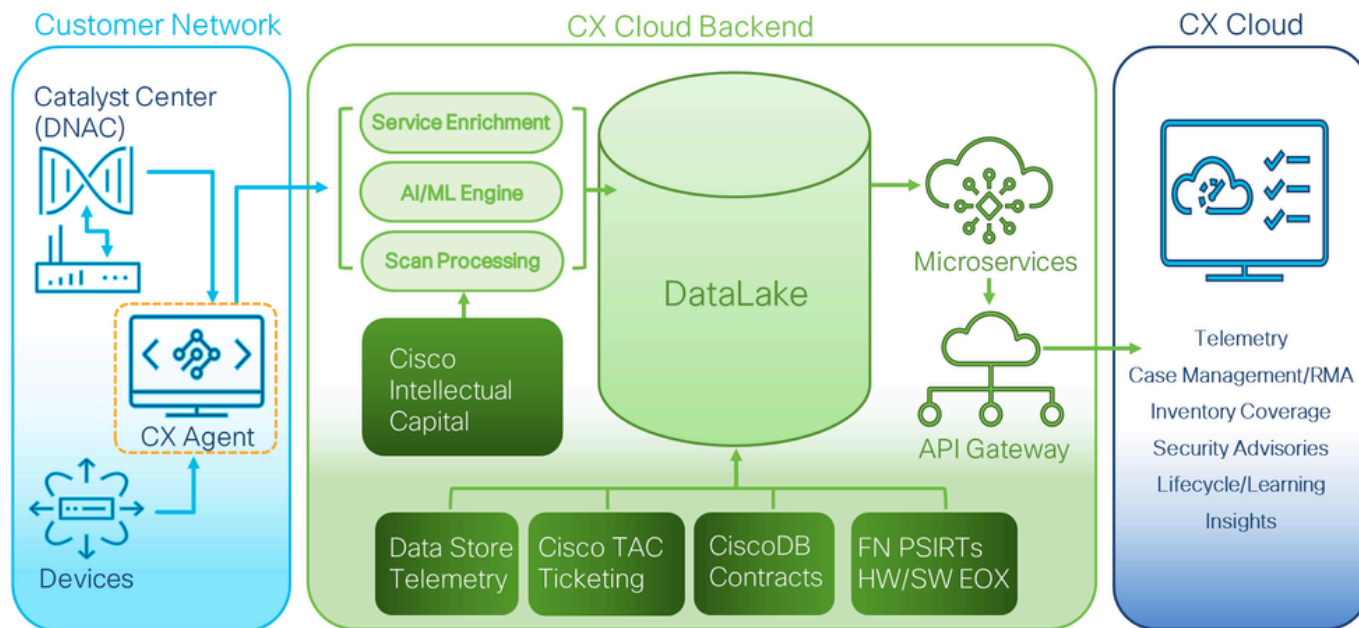 Customer Network
CX Cloud Backend
CX Cloud
Catalyst Center
(DNAC)
CX Agent
Devices
Service Enrichment
AI/ML Engine
Scan Processing
Cisco
Intellectual
Capital
DataLake
Microservices
API Gateway
Data Store
Telemetry
Cisco TAC
Ticketing
CiscoDB
Contracts
FN PSIRTs
HW/SW EOX
Telemetry
Case Management/RMA
Inventory Coverage
Security Advisories
Lifecycle/Learning
Insights